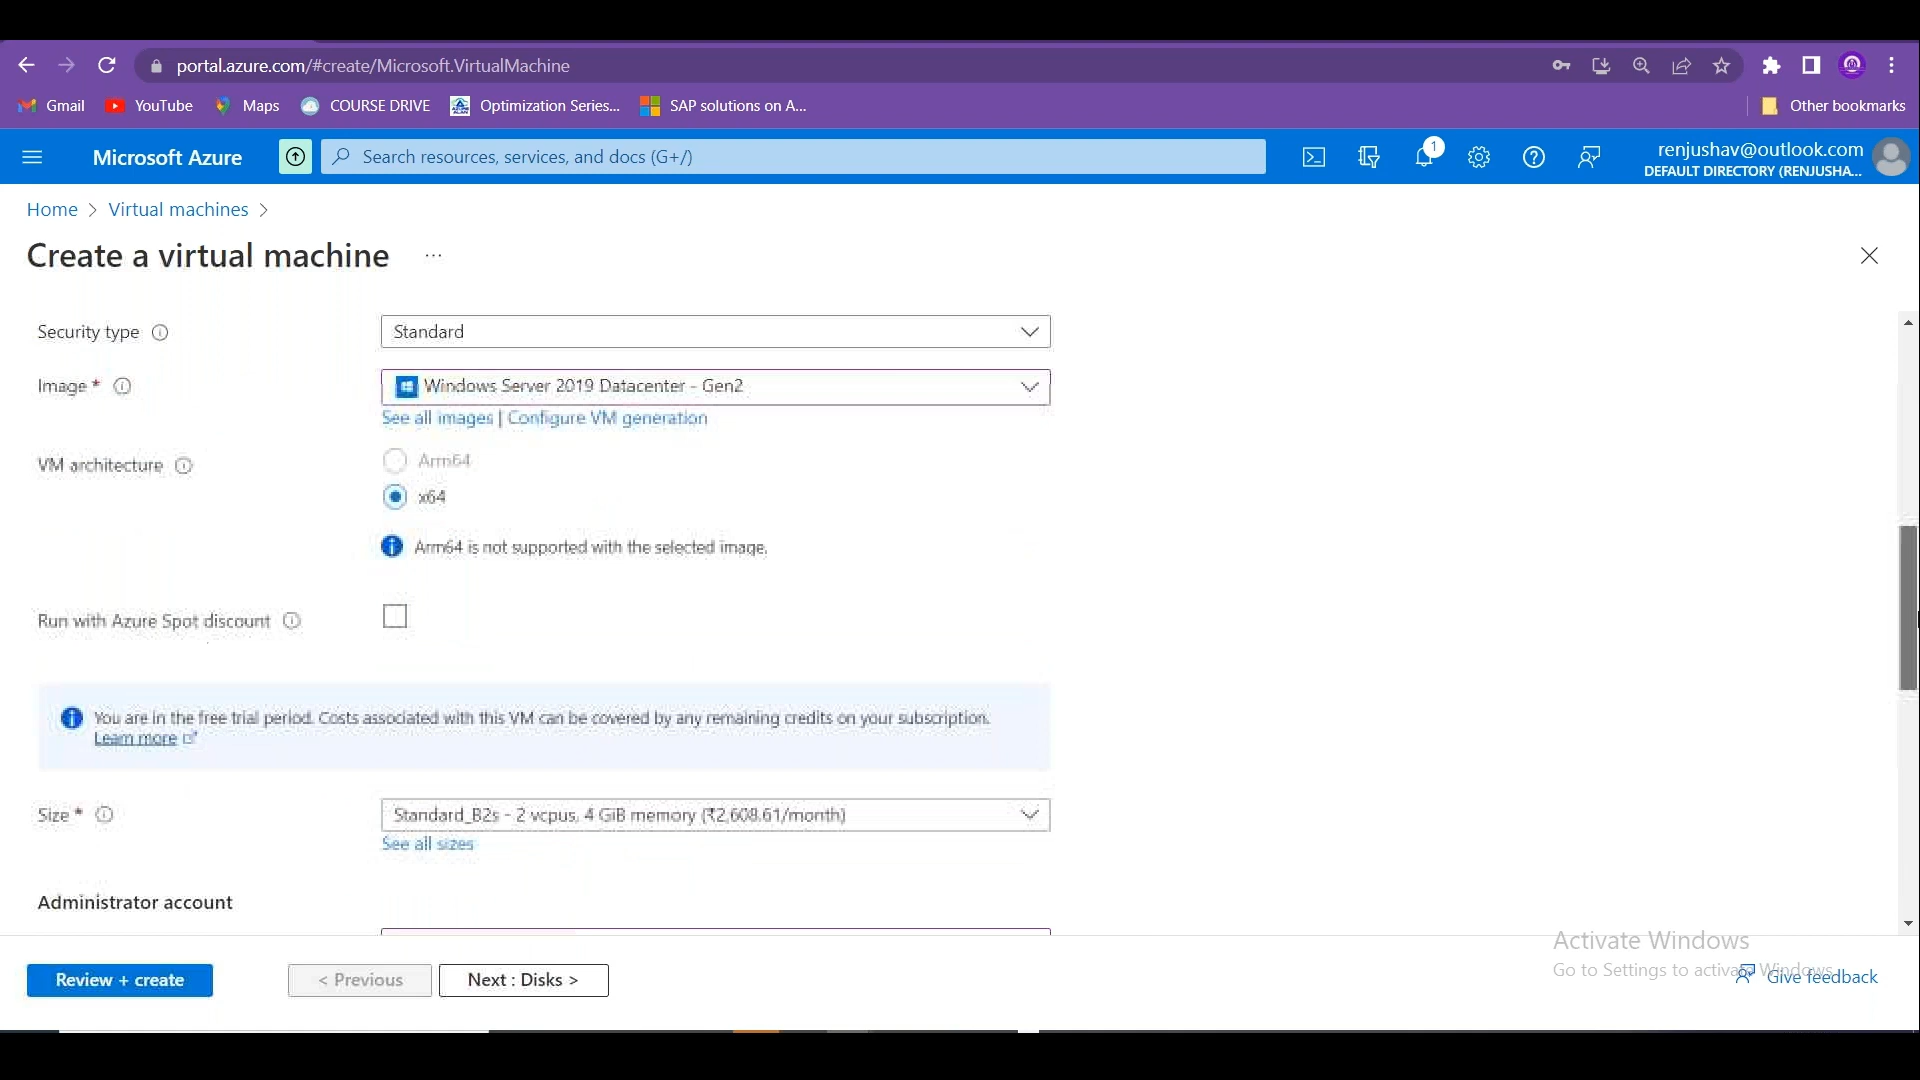 portal.azure.com/#create/Microsoft.VirtualMachine
Gmail YouTube Maps COURSE DRIVE Optimization Series... SAP solutions on A... Other bookmarks
Microsoft Azure Search resources, services, and docs (G+/) 1 renjushav@outlook.com
DEFAULT DIRECTORY (RENJUSHA...
Home > Virtual machines >
Create a virtual machine ...
Security type Standard
Image * Windows Server 2019 Datacenter - Gen2
See all images | Configure VM generation
VM architecture Arm64
x64
Arm64 is not supported with the selected image.
Run with Azure Spot discount
You are in the free trial period. Costs associated with this VM can be covered by any remaining credits on your subscription.
Learn more
Size * Standard_B2s - 2 vcpus, 4 GiB memory (₹2,608.61/month)
See all sizes
Administrator account
Activate Windows
Go to Settings to activate Windows.
Review + create < Previous Next : Disks > Give feedback